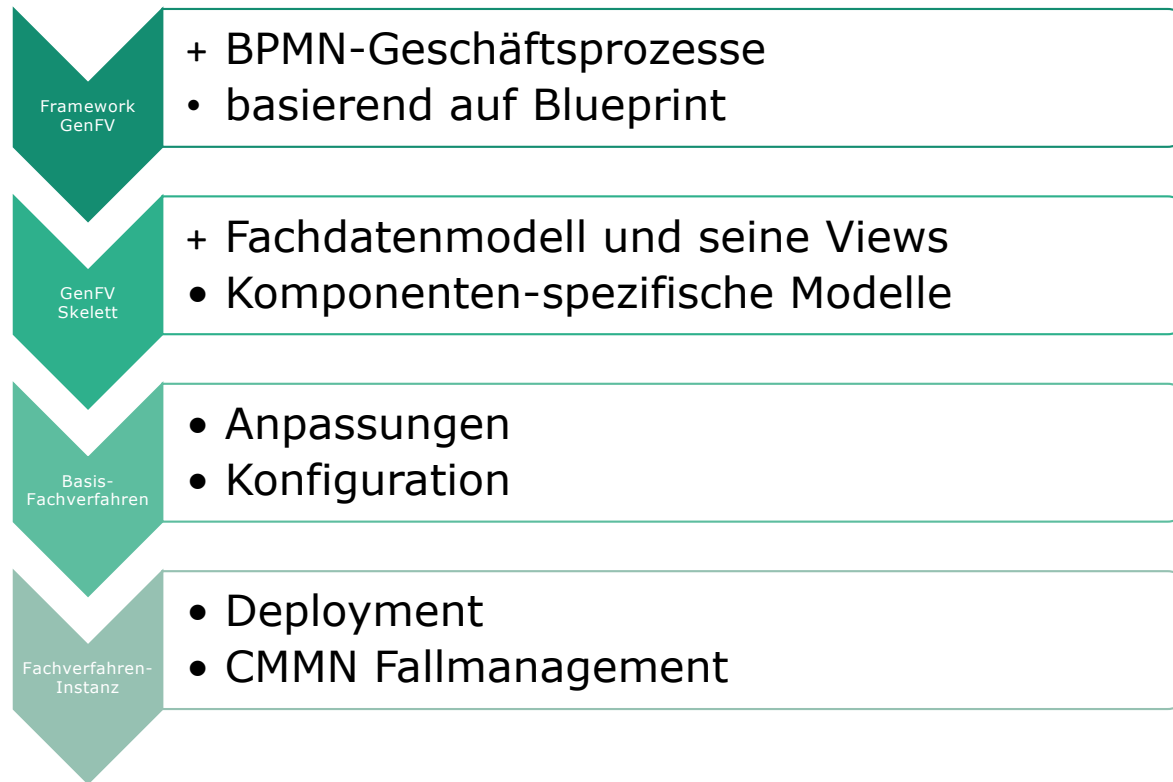 Framework
GenFV
+ BPMN-Geschäftsprozesse
• basierend auf Blueprint
GenFV
Skelett
+ Fachdatenmodell und seine Views
• Komponenten-spezifische Modelle
Basis-
Fachverfahren
• Anpassungen
• Konfiguration
Fachverfahren-
Instanz
• Deployment
• CMMN Fallmanagement